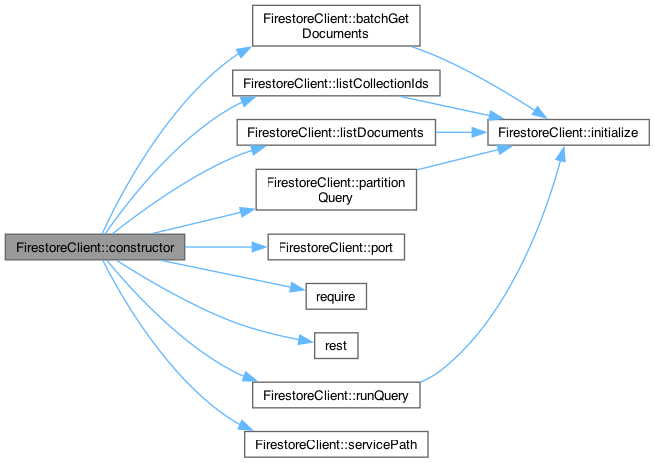 FirestoreClient::batchGet
Documents
FirestoreClient::listCollectionIds
FirestoreClient::listDocuments
FirestoreClient::initialize
FirestoreClient::partition
Query
FirestoreClient::constructor
FirestoreClient::port
require
rest
FirestoreClient::runQuery
FirestoreClient::servicePath